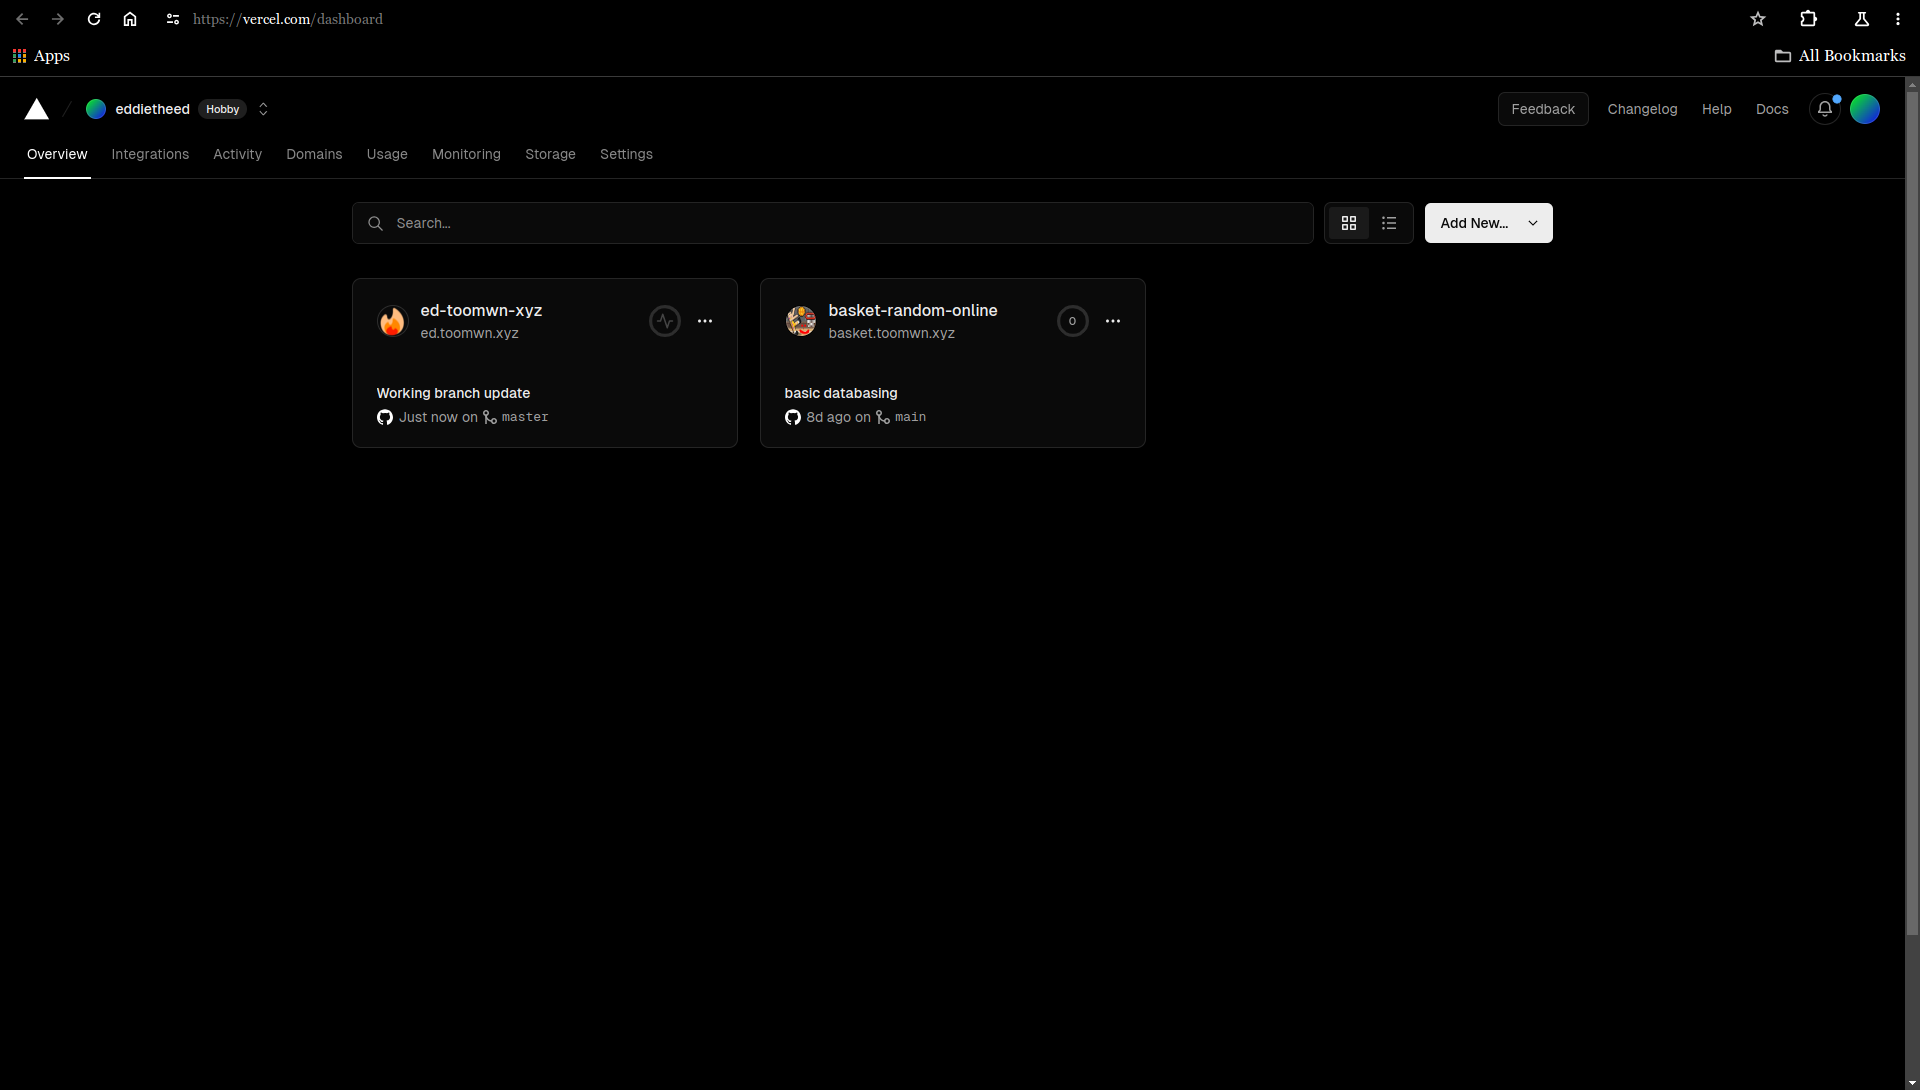 https://vercel.com/dashboard
Apps
All Bookmarks
eddietheed Hobby
Feedback Changelog Help Docs
Overview Integrations Activity Domains Usage Monitoring Storage Settings
Search...
Add New...
ed-toomwn-xyz
ed.toomwn.xyz
Working branch update
Just now on master
basket-random-online
basket.toomwn.xyz
0
basic databasing
8d ago on main